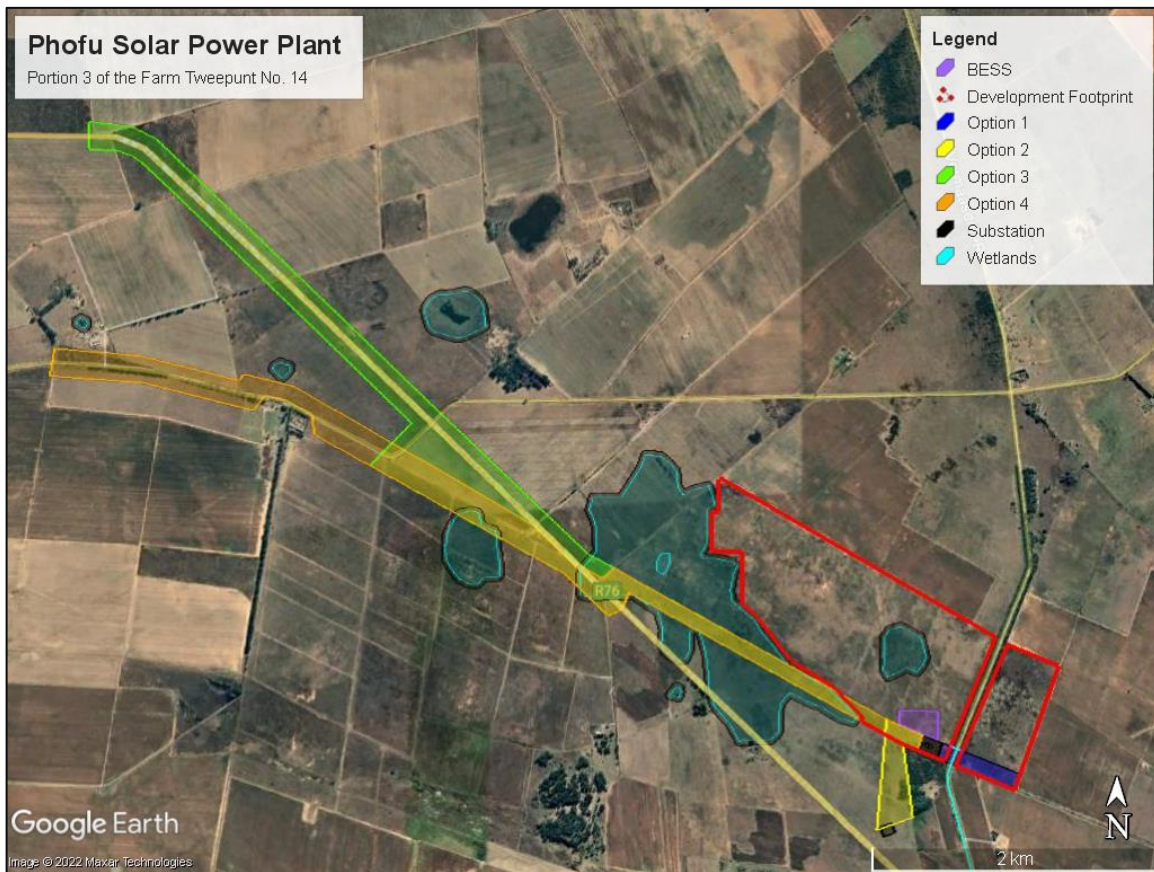 Phofu Solar Power Plant
Portion 3 of the Farm Tweepunt No. 14
Legend
BESS
Development Footprint
Option 1
Option 2
Option 3
Option 4
Substation
Wetlands
R76
N
Google Earth
2 km
Image © 2022 Maxar Technologies